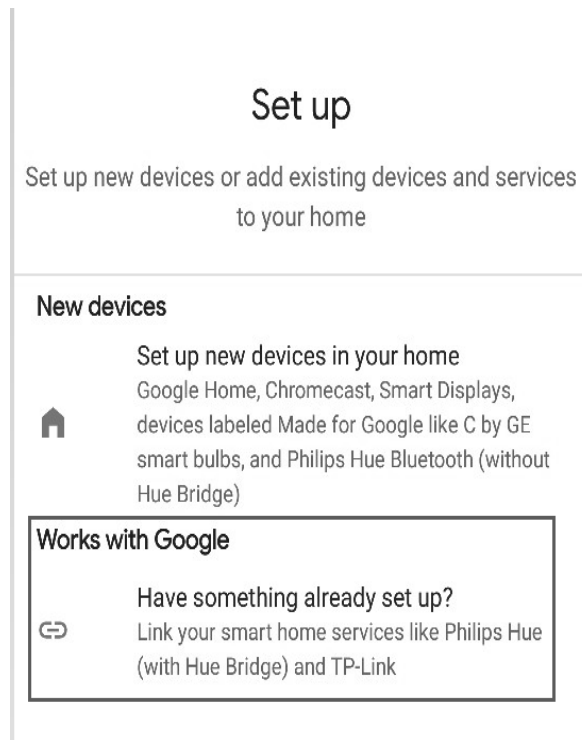 Set up
Set up new devices or add existing devices and services
to your home
New devices
Set up new devices in your home
Google Home, Chromecast, Smart Displays,
devices labeled Made for Google like C by GE
smart bulbs, and Philips Hue Bluetooth (without
Hue Bridge)
Works with Google
Have something already set up?
Link your smart home services like Philips Hue
(with Hue Bridge) and TP-Link